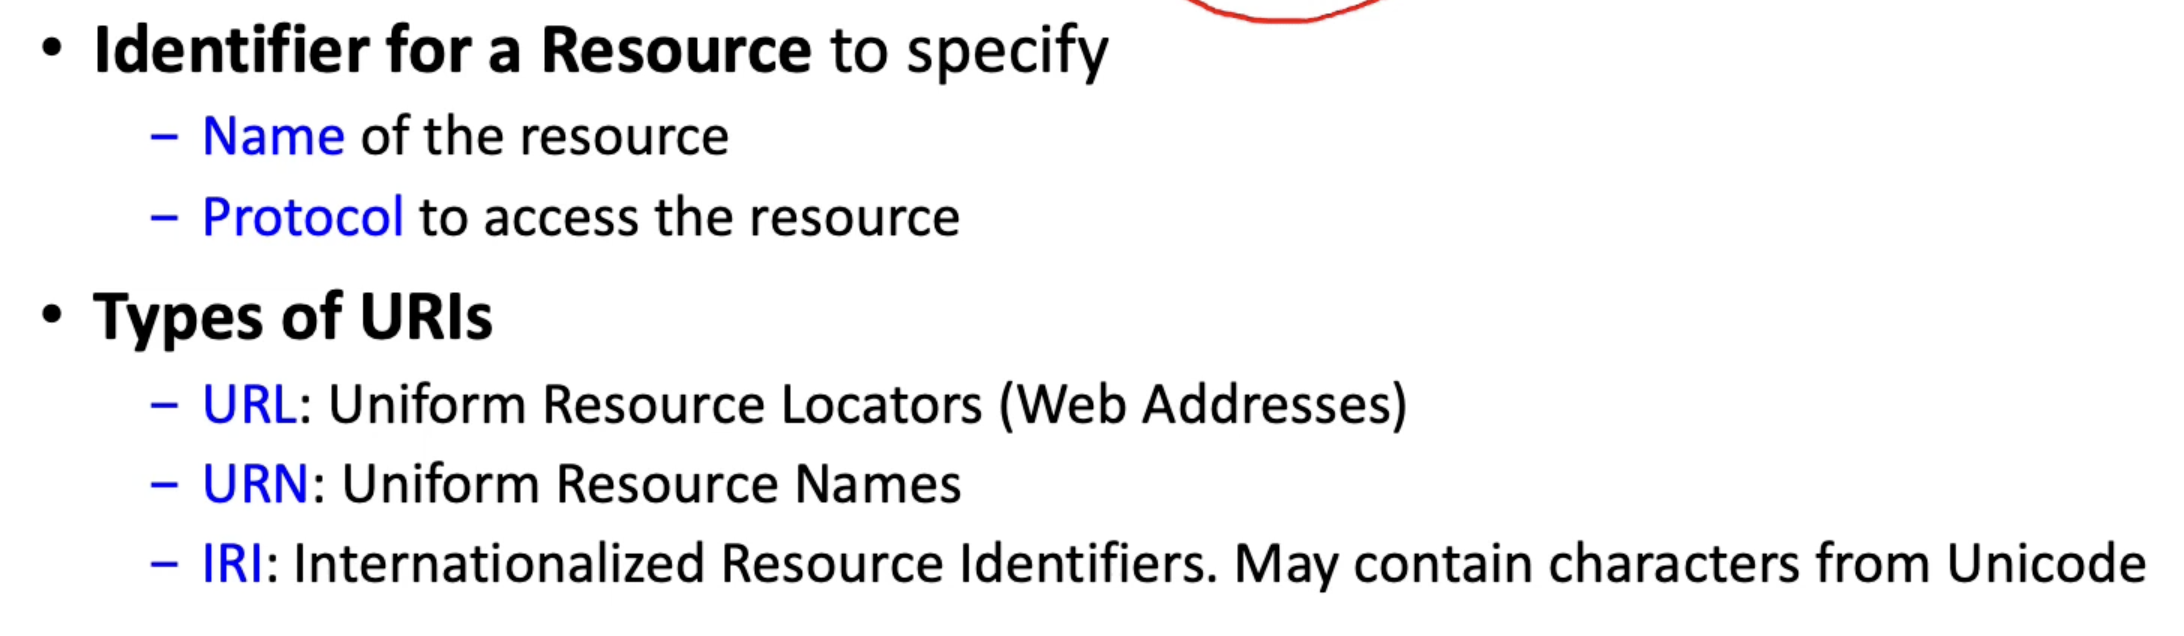 • Identifier for a Resource to specify
– Name of the resource
– Protocol to access the resource
• Types of URIs
– URL: Uniform Resource Locators (Web Addresses)
– URN: Uniform Resource Names
– IRI: Internationalized Resource Identifiers. May contain characters from Unicode